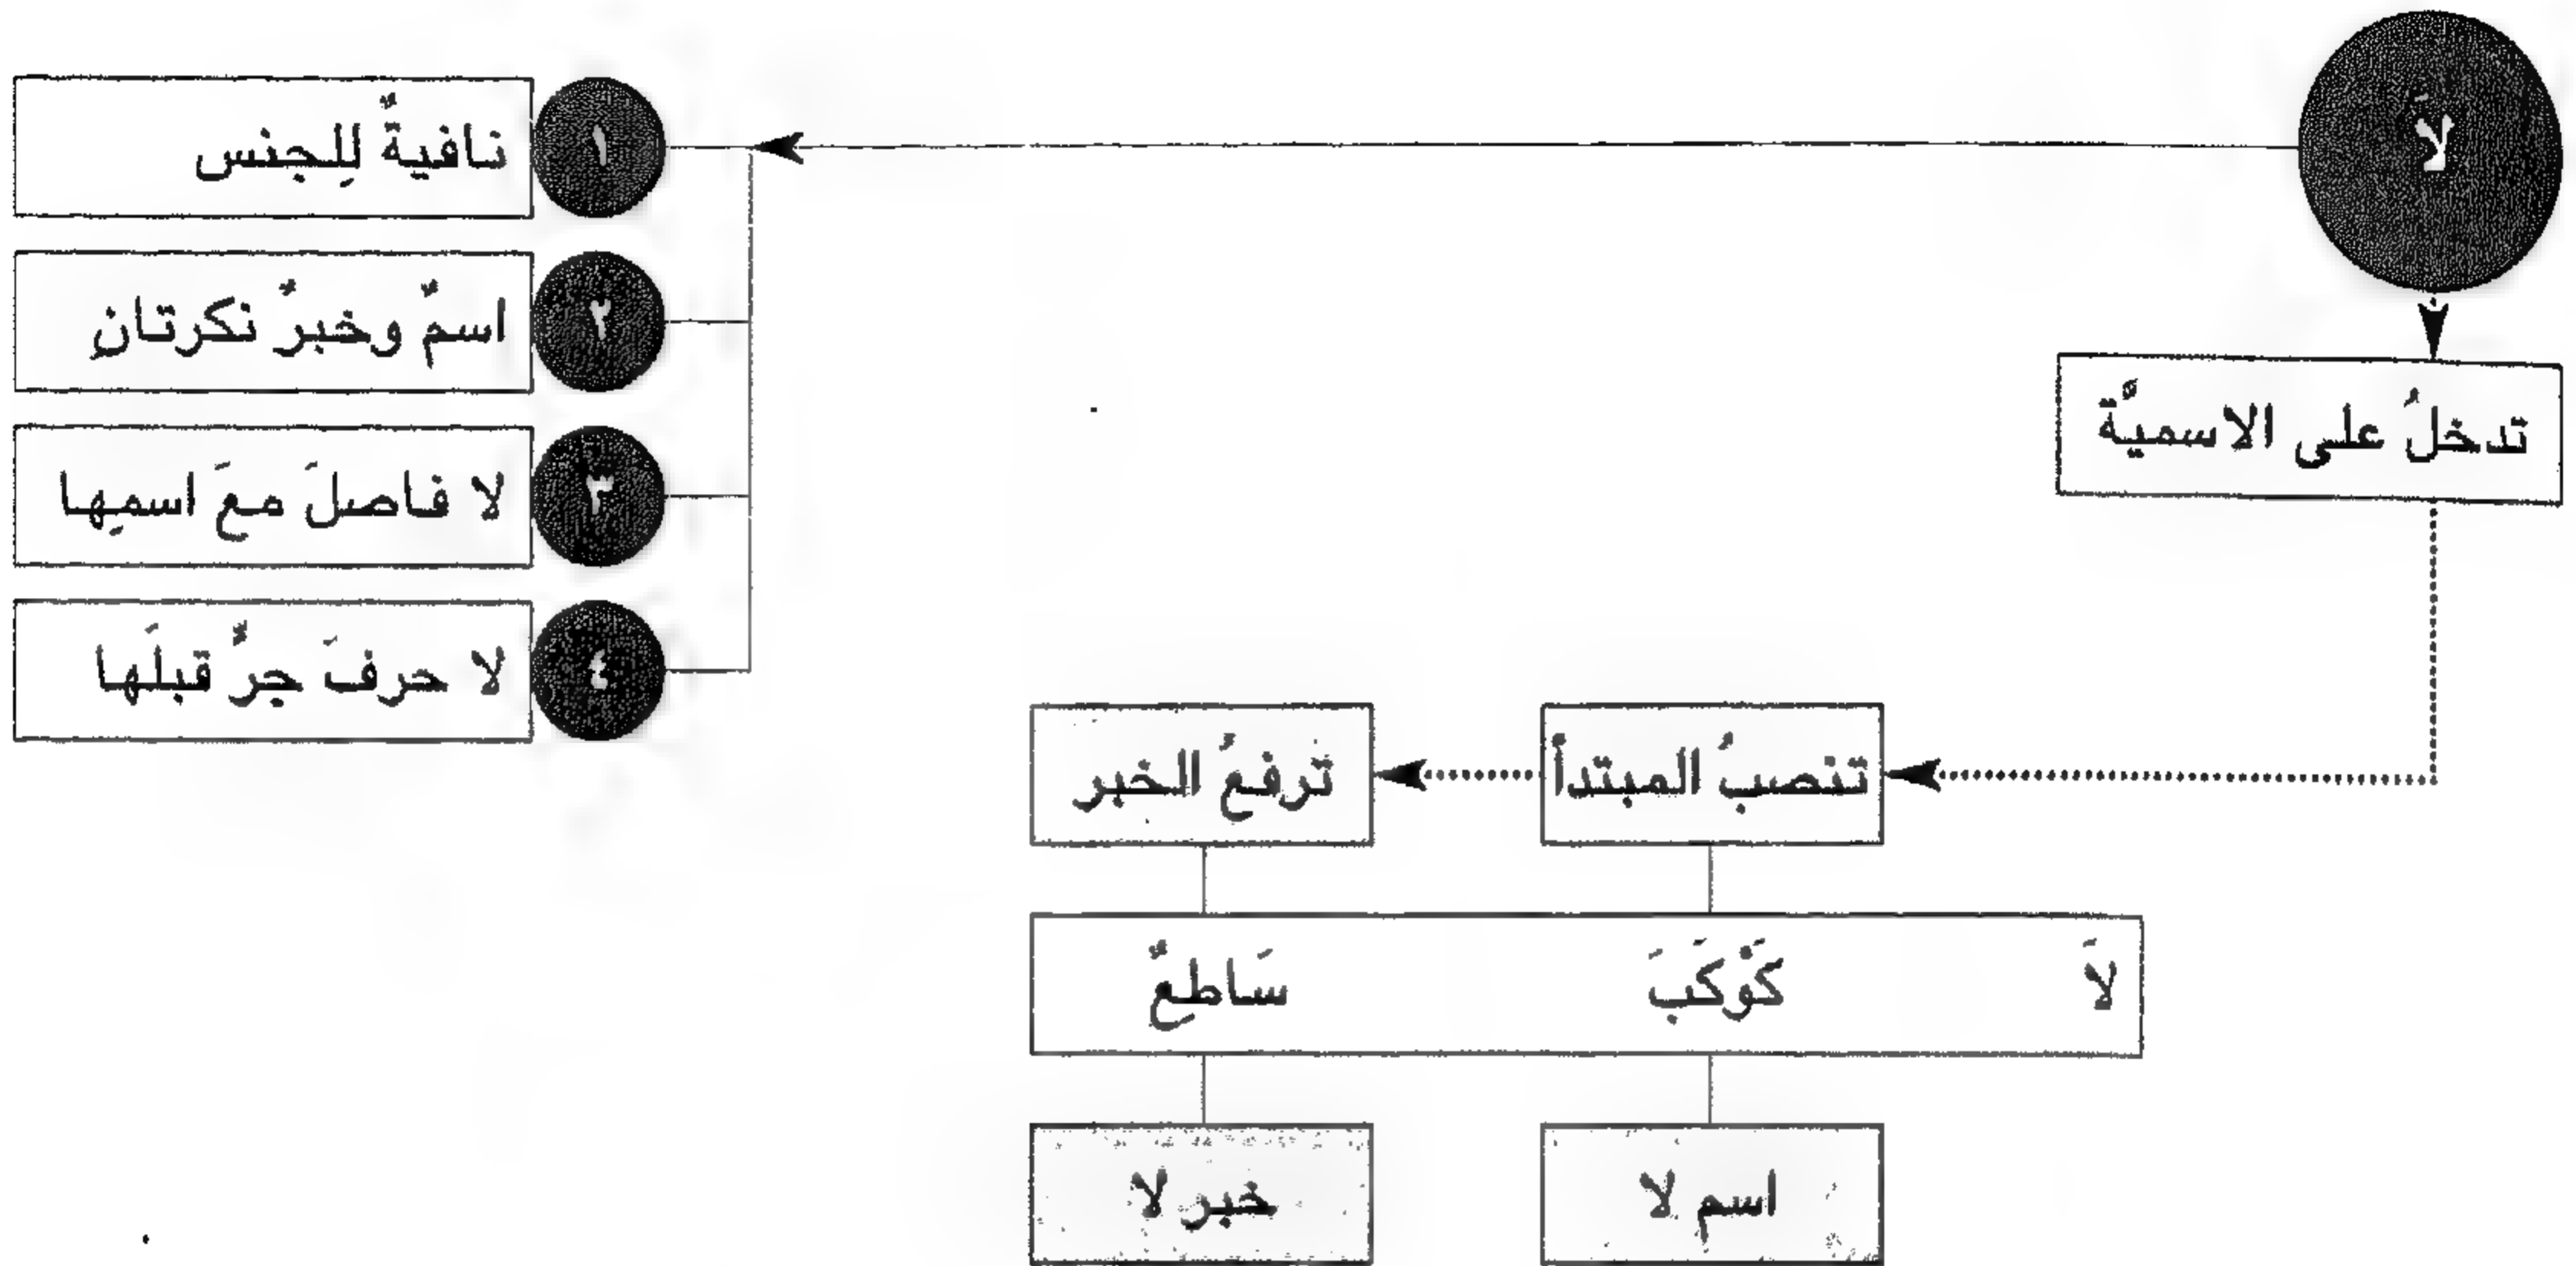 لاَ
١ نافيةٌ لِلجنس
٢ اسمٌ وخبرٌ نكرتانِ
٣ لا فاصلَ معَ اسمِها
٤ لا حرفَ جرٍّ قبلَها
تدخلُ على الاسميَّة
تنصبُ المبتدأ
ترفعُ الخبر
لاَ كَوْكَبَ سَاطِعٌ
اسم لا
خبر لا